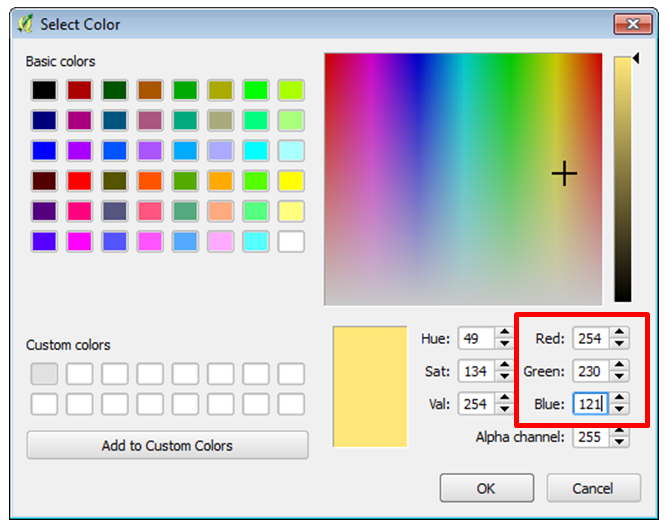 Select Color
Basic colors
Hue: 49 Red: 254
Custom colors
Sat: 134 Green: 230
Val: 254 Blue: 121
Add to Custom Colors
Alpha channel: 255
OK Cancel